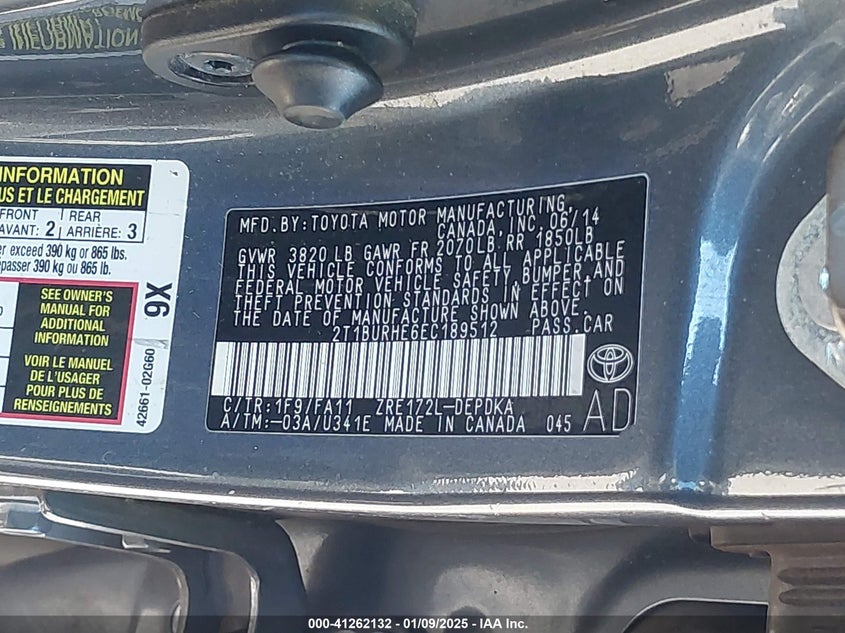 INFORMATION
US ET LE CHARGEMENT
FRONT
AVANT: 2
REAR
ARRIÈRE: 3
er exceed 390 kg or 865 lbs.
passer 390 kg ou 865 lb.
SEE OWNER'S
MANUAL FOR
ADDITIONAL
INFORMATION
VOIR LE MANUEL
DE L'USAGER
POUR PLUS DE
RENSEIGNEMENTS
9X
42661-02G60
MFD. BY: TOYOTA MOTOR MANUFACTURING,
CANADA, INC. 06/14
GVWR 3820 LB GAWR FR 2070LB RR 1850LB
THIS VEHICLE CONFORMS TO ALL APPLICABLE
FEDERAL MOTOR VEHICLE SAFETY, BUMPER, AND
THEFT PREVENTION STANDARDS IN EFFECT ON
THE DATE OF MANUFACTURE SHOWN ABOVE.
2T1BURHE6EC189512 PASS.CAR
C/TR:1F9/FA11 ZRE172L-DEPDKA
A/TM:-03A/U341E MADE IN CANADA 045
AD
000-41262132 - 01/09/2025 - IAA Inc.